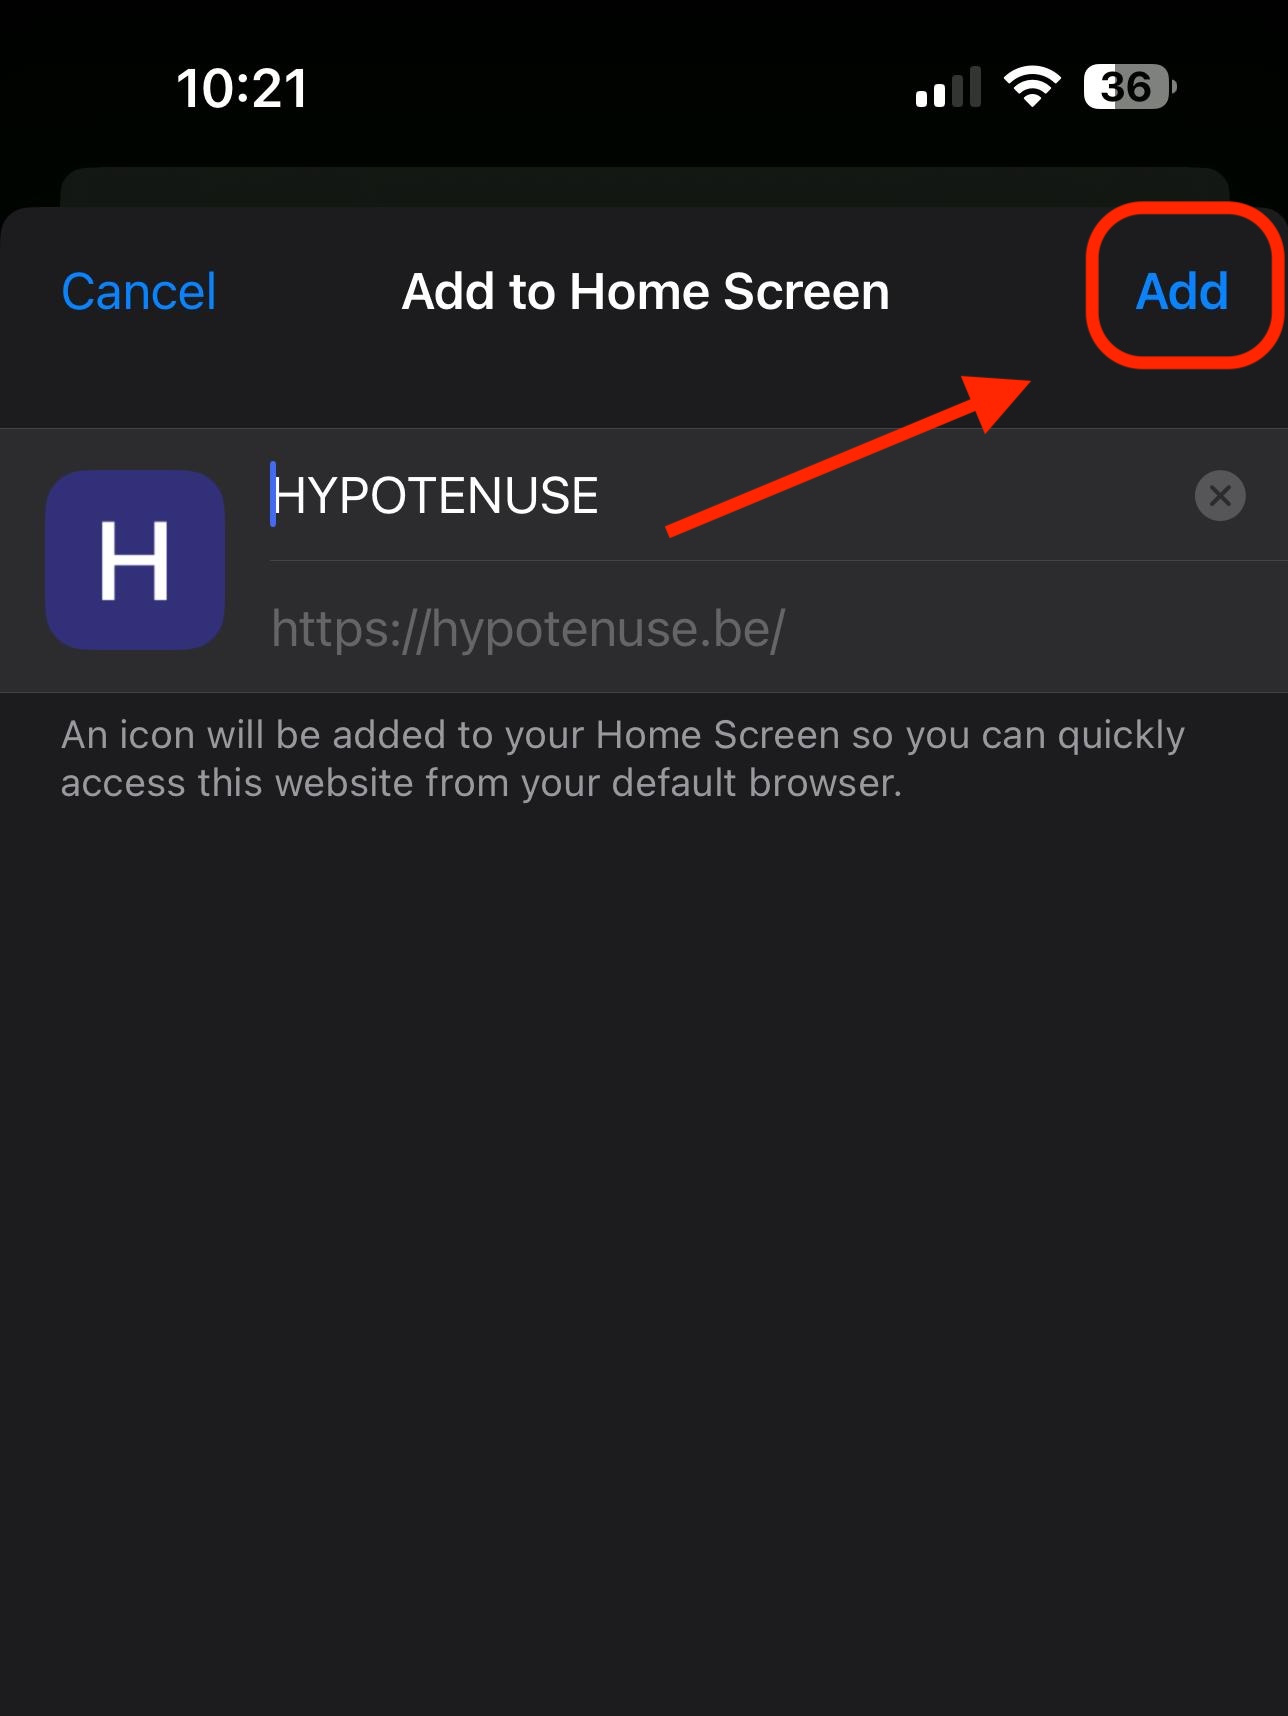 10:21
36
Cancel
Add to Home Screen
Add
H
HYPOTENUSE
https://hypotenuse.be/
An icon will be added to your Home Screen so you can quickly
access this website from your default browser.